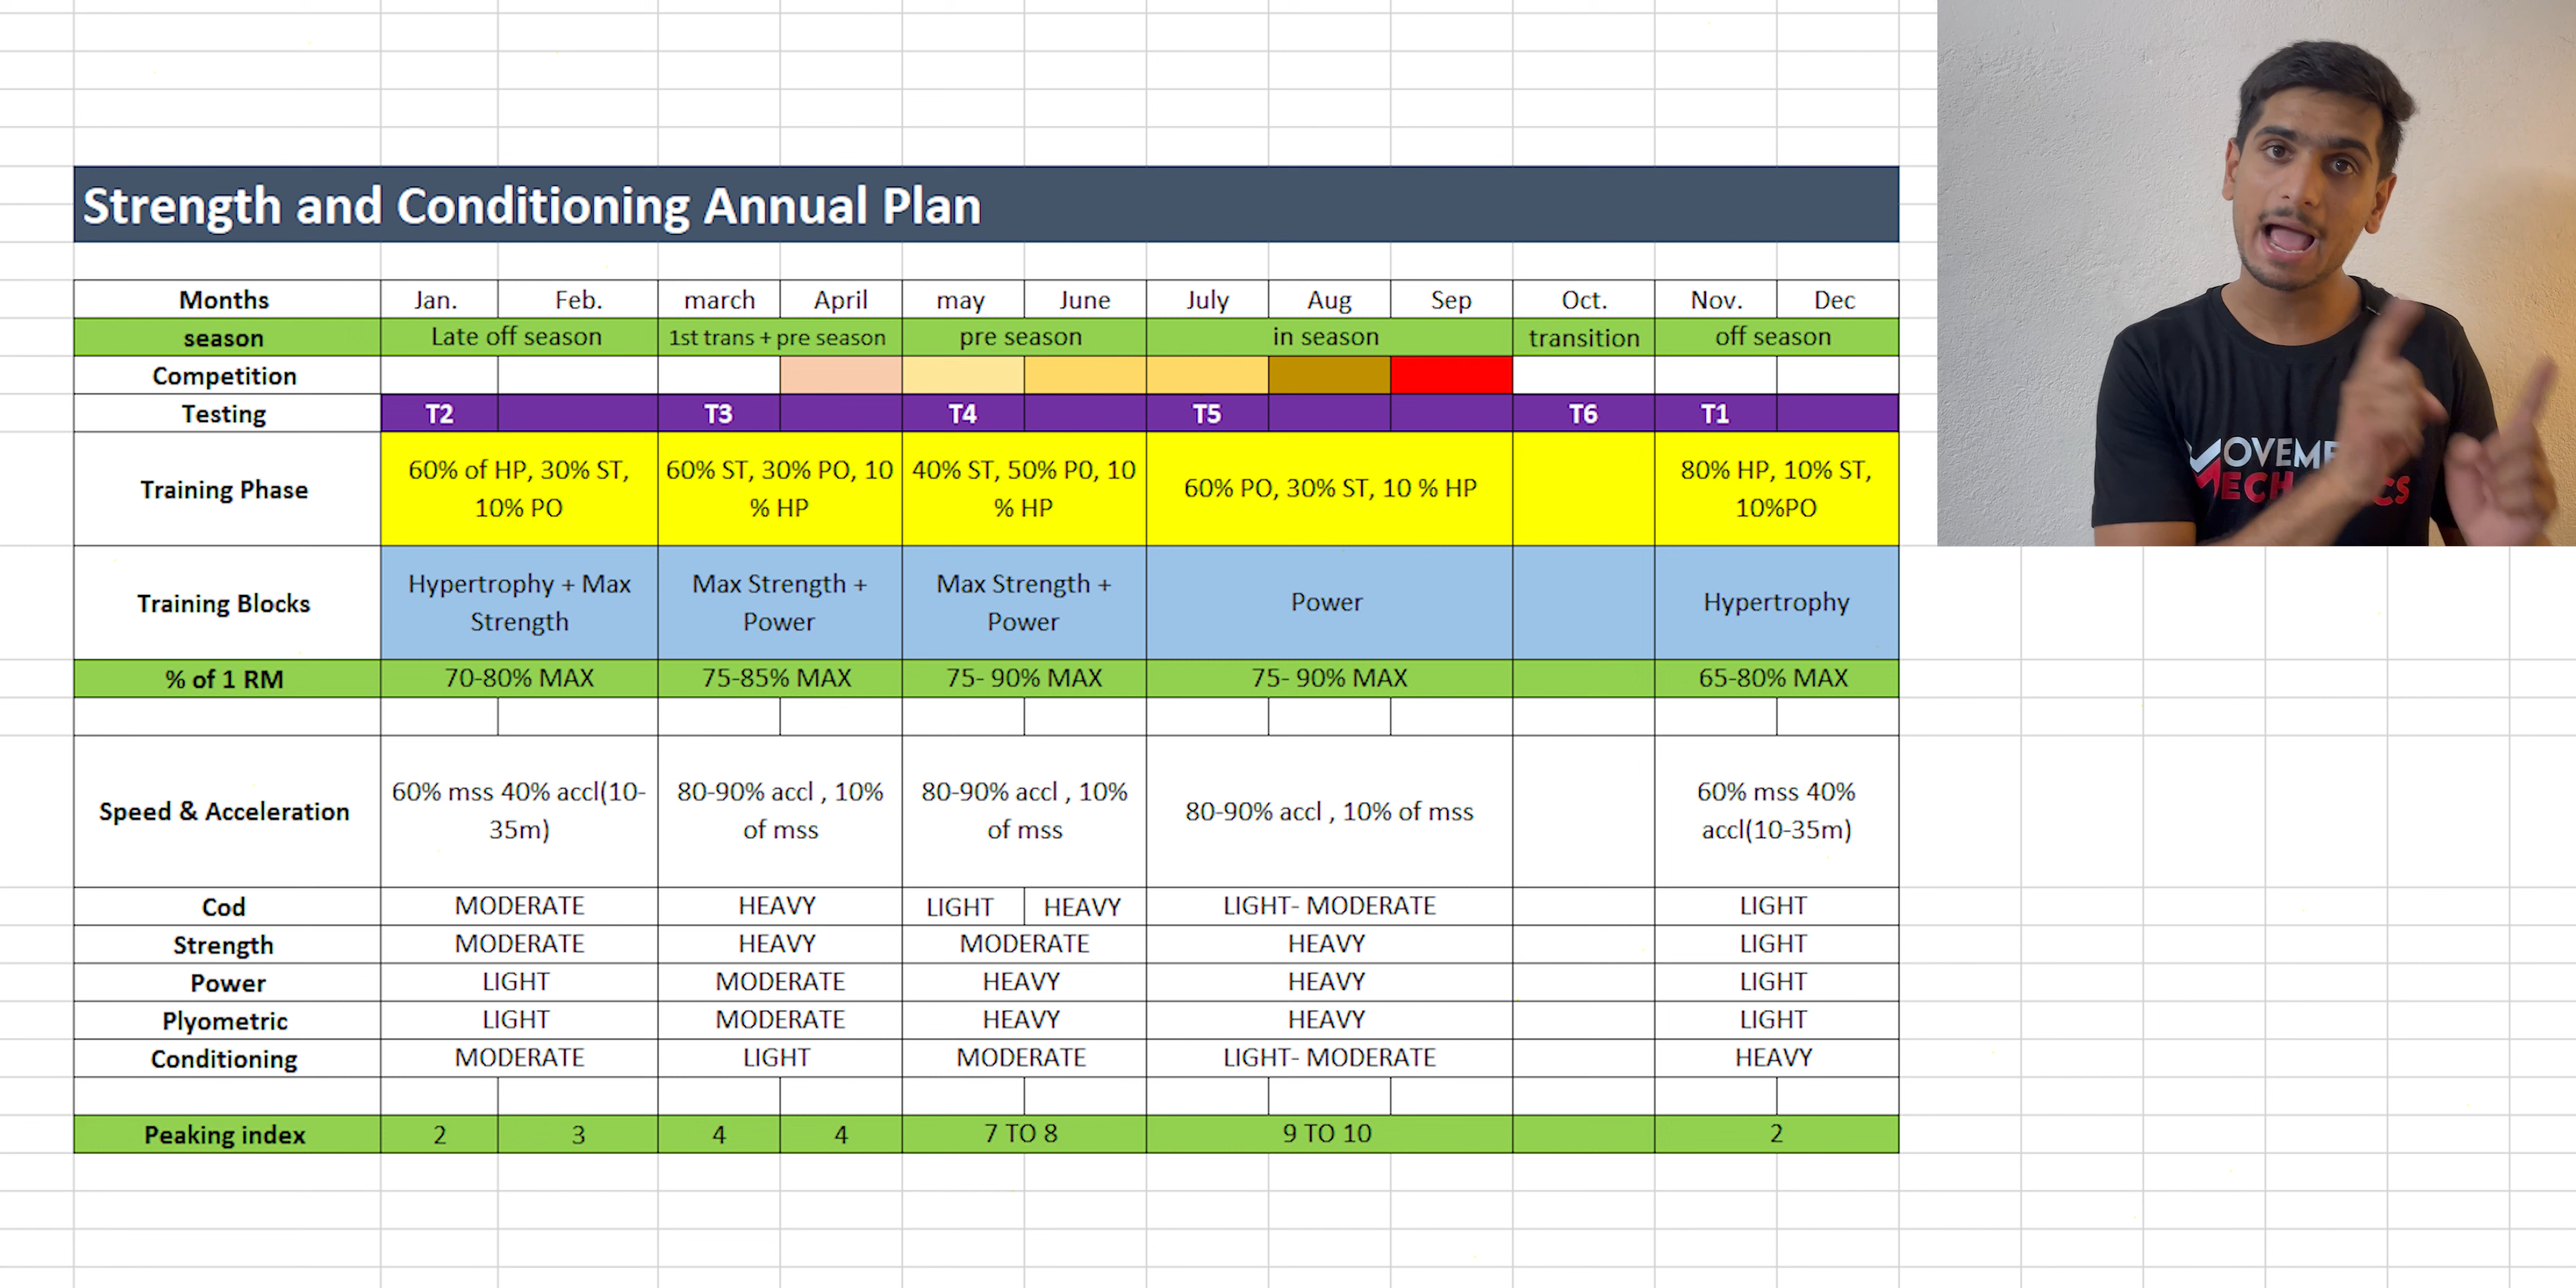 Strength and Conditioning Annual Plan
Months Jan. Feb. march April may June July Aug Sep Oct. Nov. Dec
season Late off season 1st trans + pre season pre season in season transition off season
Competition
Testing T2 T3 T4 T5 T6 T1
Training Phase
60% of HP, 30% ST,
10% PO
60% ST, 30% PO, 10
% HP
40% ST, 50% P0, 10
% HP
60% PO, 30% ST, 10 % HP
80% HP, 10% ST,
10%PO
Training Blocks
Hypertrophy + Max
Strength
Max Strength +
Power
Max Strength +
Power
Power
Hypertrophy
% of 1 RM 70-80% MAX 75-85% MAX 75- 90% MAX 75- 90% MAX 65-80% MAX
Speed & Acceleration
60% mss 40% accl(10-
35m)
80-90% accl , 10%
of mss
80-90% accl , 10%
of mss
80-90% accl , 10% of mss
60% mss 40%
accl(10-35m)
Cod MODERATE HEAVY LIGHT HEAVY LIGHT- MODERATE LIGHT
Strength MODERATE HEAVY MODERATE HEAVY LIGHT
Power LIGHT MODERATE HEAVY HEAVY LIGHT
Plyometric LIGHT MODERATE HEAVY HEAVY LIGHT
Conditioning MODERATE LIGHT MODERATE LIGHT- MODERATE HEAVY
Peaking index 2 3 4 4 7 TO 8 9 TO 10 2